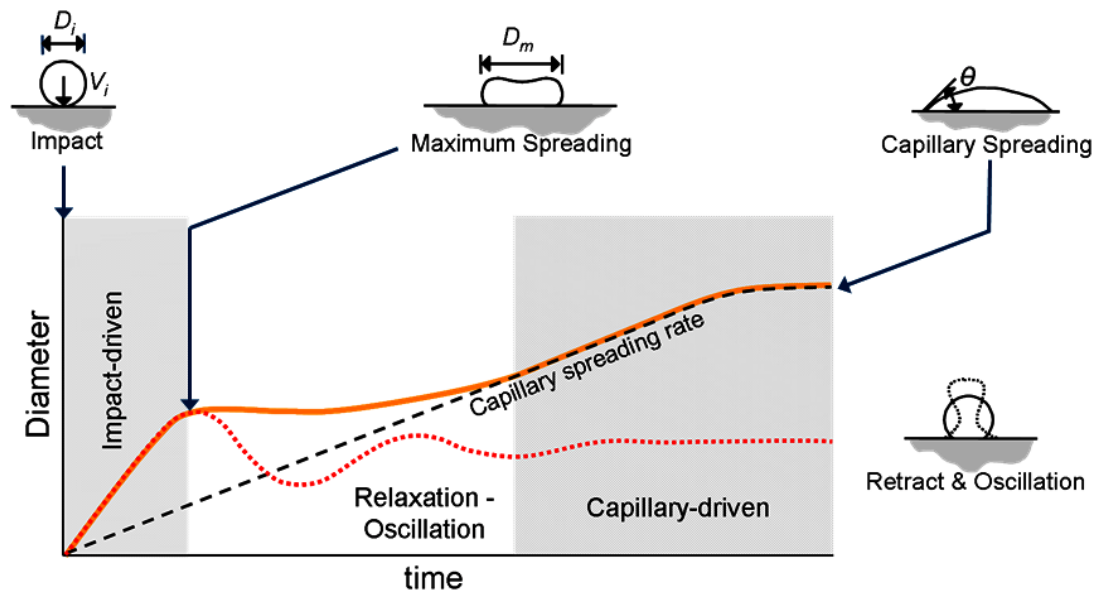 Di
Vi
Impact
Dm
Maximum Spreading
θ
Capillary Spreading
Diameter
Impact-driven
Capillary spreading rate
Relaxation -
Oscillation
Capillary-driven
Retract & Oscillation
time